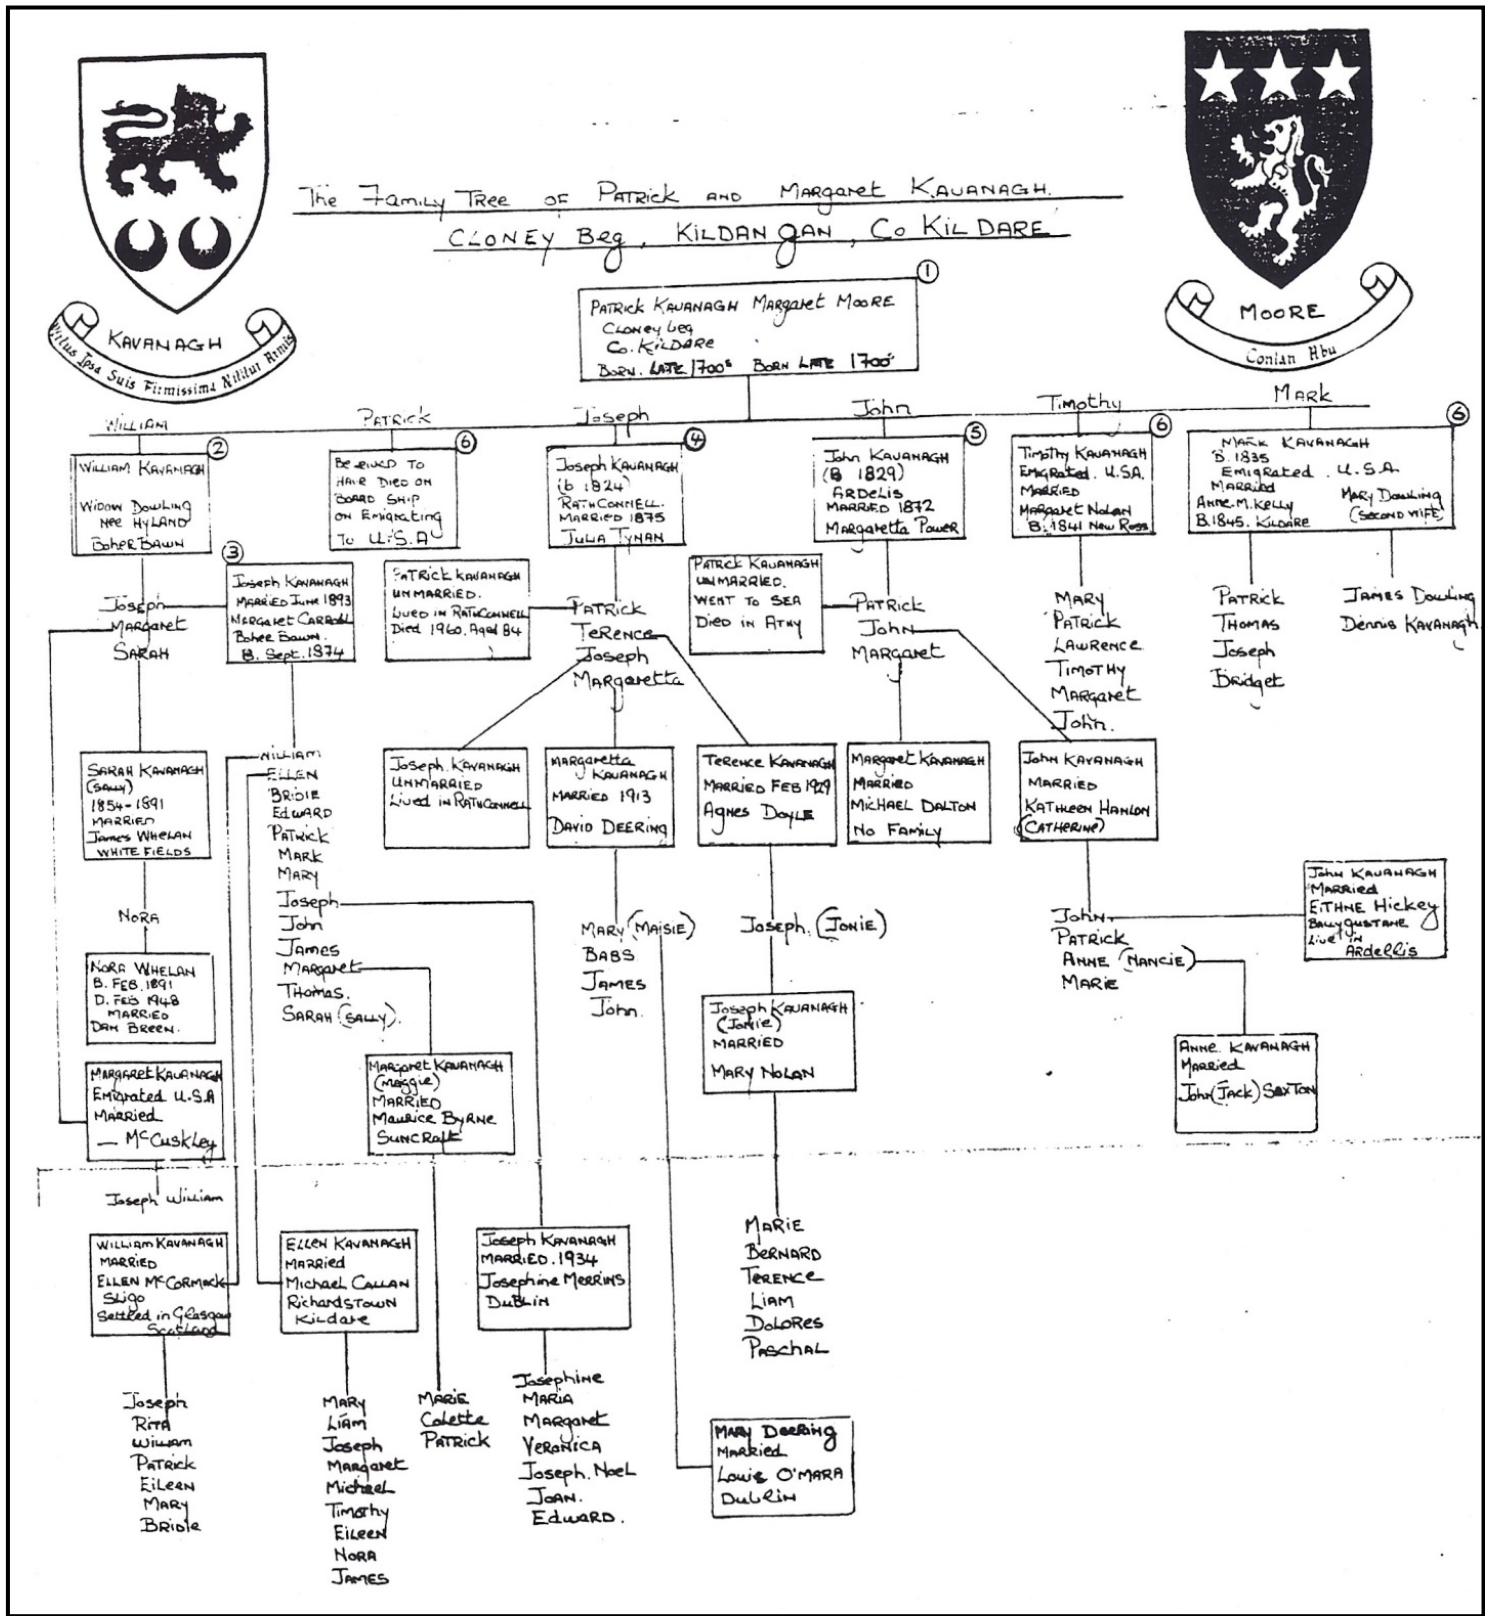 The Family Tree of Patrick and Margaret Kavanagh.
Cloney Beg, Kildangan, Co Kildare
KAVANAGH
Virtus Ipsa Suis Firmissima Nititur Armis
MOORE
Conlan Abu
1
Patrick Kavanagh Margaret Moore
Cloney beg
Co. Kildare
Born. Late 1700s Born Late 1700s
William
Patrick
Joseph
John
Timothy
Mark
2
William Kavanagh
Widow Dowling
nee Hyland
Boher Bawn
6
Beleived to
have died on
board ship
on emigrating
to U.S.A
4
Joseph Kavanagh
(b 1824)
Rathconnell.
Married 1875
Julia Tynan
5
John Kavanagh
(B 1829)
Ardelis
Married 1872
Margaretta Power
6
Timothy Kavanagh
Emigrated. U.S.A.
Married
Margaret Nolan
B. 1841 New Ross
6
Mark Kavanagh
B. 1835
Emigrated. U.S.A
Married
Anne.M.Kelly
B.1845. Kildare
Mary Dowling
(second wife)
Joseph
Margaret
Sarah
3
Joseph Kavanagh
Married June 1893
Margaret Carroll
Boher Bawn.
B. Sept. 1874
Patrick Kavanagh
unmarried.
Lived in Rathconnell
Died 1960. Aged 84
Patrick
Terence
Joseph
Margaretta
Patrick Kavanagh
unmarried.
went to sea
Died in Athy
Patrick
John
Margaret
Mary
Patrick
Lawrence
Timothy
Margaret
John.
Patrick
Thomas
Joseph
Bridget
James Dowling
Dennis Kavanagh
Sarah Kavanagh
(Sally)
1854-1891
Married
James Whelan
White Fields
William
Ellen
Bridie
Edward
Patrick
Mark
Mary
Joseph
John
James
Margaret
Thomas.
Sarah (Sally).
Joseph. Kavanagh
unmarried
Lived in Rathconnell
Margaretta
Kavanagh
Married 1913
David Deering
Terence Kavanagh
Married Feb 1929
Agnes Doyle
Margaret Kavanagh
Married
Michael Dalton
No Family
John Kavanagh
Married
Kathleen Hanlon
(Catherine)
Nora
Mary (Maisie)
Babs
James
John.
Joseph. (Jonie)
John.
Patrick
Anne (Nancie)
Marie
John Kavanagh
Married
Eithne Hickey
Live in
Ardellis
Nora Whelan
B. Feb. 1891
D. Feb 1948
Married
Dan Breen.
Joseph Kavanagh
(Jonie)
Married
Mary Nolan
Anne Kavanagh
Married
John (Jack) Saxton
Margaret Kavanagh
Emigrated U.S.A
Married
— McCuskley
Margaret Kavanagh
(Maggie)
Married
Maurice Byrne
Suncroft
Joseph William
William Kavanagh
Married
Ellen McCormack
Sligo
Settled in Glasgow
Scotland
Ellen Kavanagh
Married
Michael Callan
Richardstown
Kildare
Joseph Kavanagh
Married. 1934
Josephine Merrins
Dublin
Marie
Bernard
Terence
Liam
Dolores
Paschal
Joseph
Rita
William
Patrick
Eileen
Mary
Bridie
Mary
Liam
Joseph
Margaret
Michael
Timothy
Eileen
Nora
James
Marie
Colette
Patrick
Josephine
Maria
Margaret
Veronica
Joseph. Noel
Joan.
Edward.
Mary Deering
Married
Louis O'Mara
Dublin